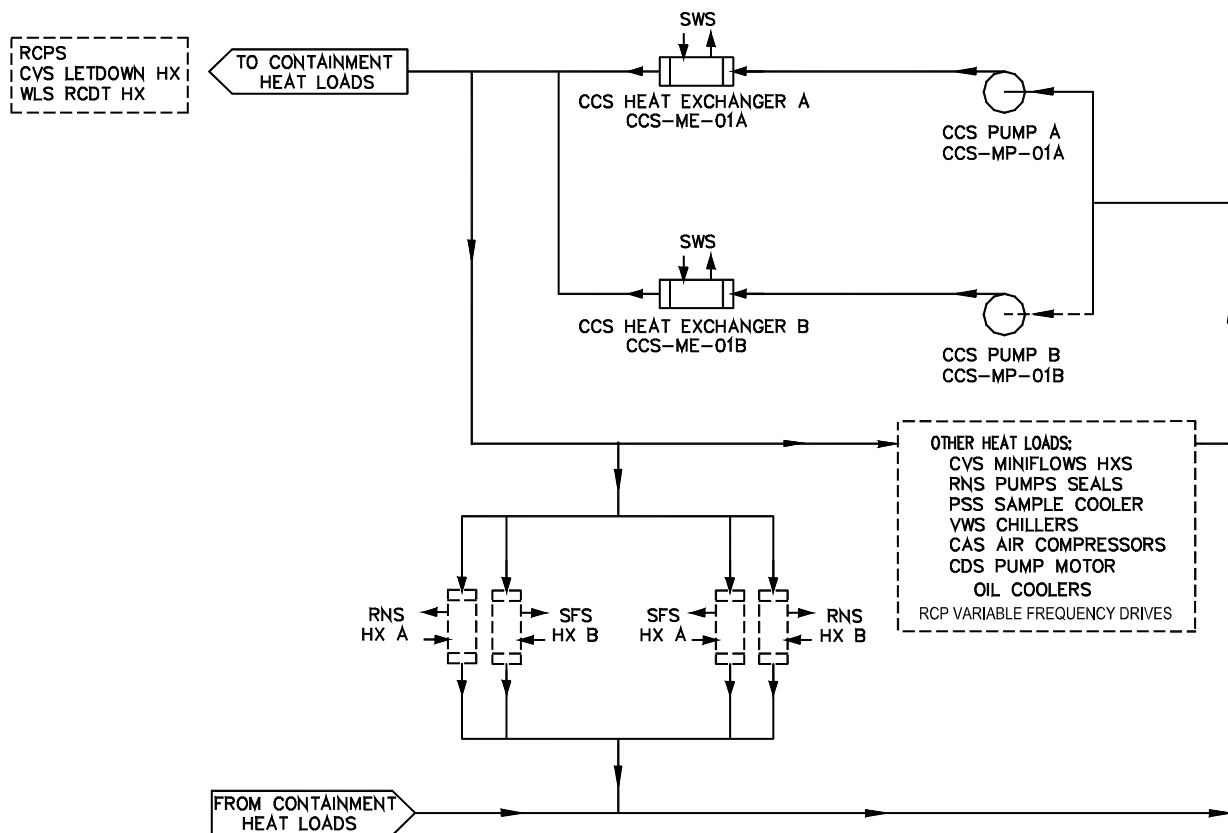 RCPS
CVS LETDOWN HX
WLS RCDT HX
TO CONTAINMENT
HEAT LOADS
SWS
CCS HEAT EXCHANGER A
CCS-ME-01A
CCS PUMP A
CCS-MP-01A
SWS
CCS HEAT EXCHANGER B
CCS-ME-01B
CCS PUMP B
CCS-MP-01B
OTHER HEAT LOADS:
CVS MINIFLOWS HXS
RNS PUMPS SEALS
PSS SAMPLE COOLER
VWS CHILLERS
CAS AIR COMPRESSORS
CDS PUMP MOTOR
OIL COOLERS
RCP VARIABLE FREQUENCY DRIVES
RNS
HX A
SFS
HX B
SFS
HX A
RNS
HX B
FROM CONTAINMENT
HEAT LOADS